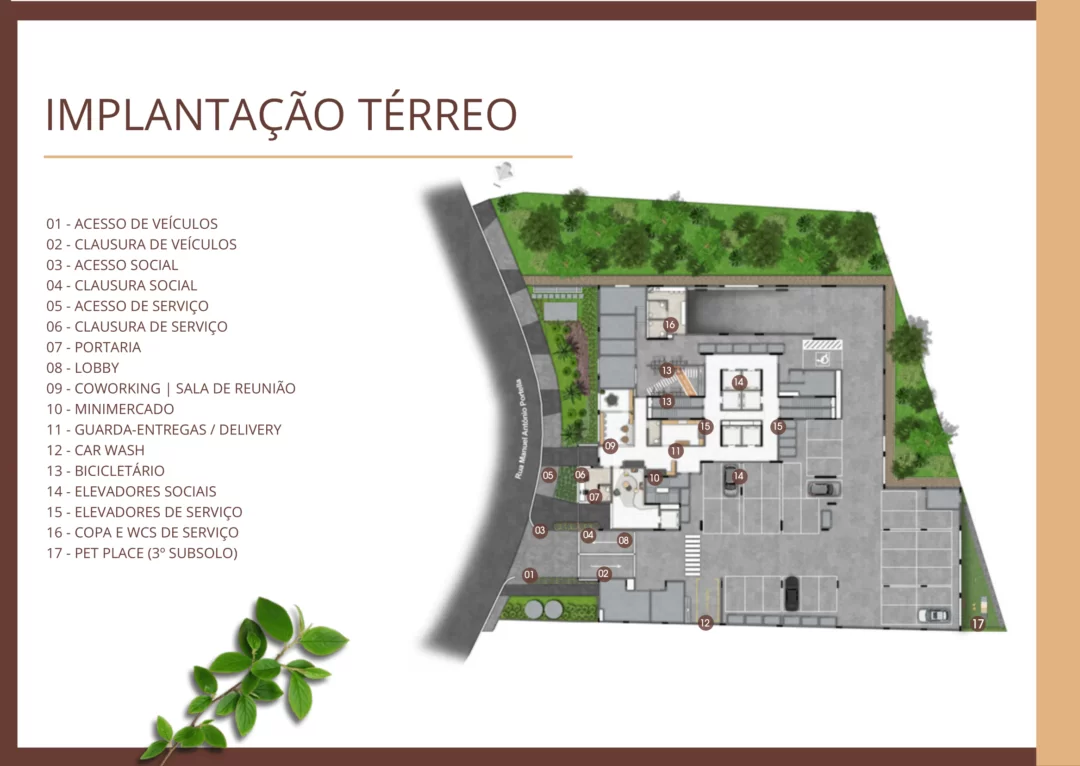 IMPLANTAÇÃO TÉRREO
01 - ACESSO DE VEÍCULOS
02 - CLAUSURA DE VEÍCULOS
03 - ACESSO SOCIAL
04 - CLAUSURA SOCIAL
05 - ACESSO DE SERVIÇO
06 - CLAUSURA DE SERVIÇO
07 - PORTARIA
08 - LOBBY
09 - COWORKING | SALA DE REUNIÃO
10 - MINIMERCADO
11 - GUARDA-ENTREGAS / DELIVERY
12 - CAR WASH
13 - BICICLETÁRIO
14 - ELEVADORES SOCIAIS
15 - ELEVADORES DE SERVIÇO
16 - COPA E WCS DE SERVIÇO
17 - PET PLACE (3º SUBSOLO)
Rua Manuel Antônio Portella
16
13
14
13
15
15
09
11
05
06
10
14
07
03
04
08
01
02
12
17